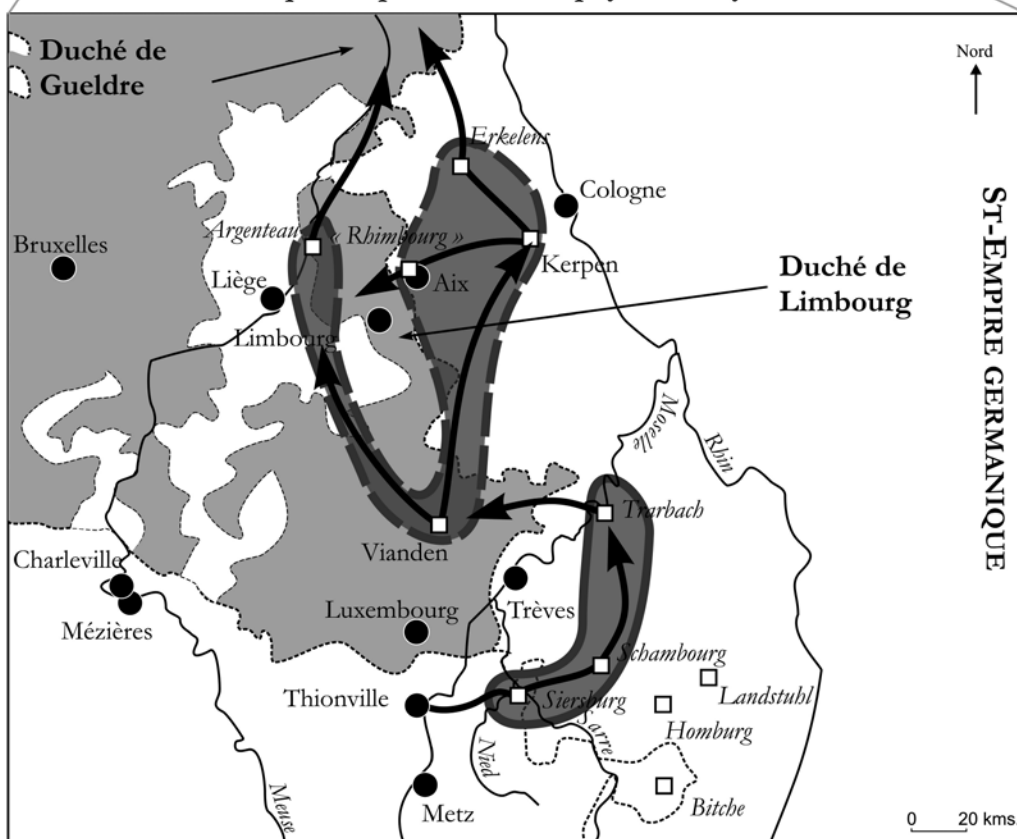 Duché de
Gueldre
Nord
Erkelens
Cologne
ST-EMPIRE GERMANIQUE
Argenteau
« Rhimbourg »
Bruxelles
Kerpen
Liège
Aix
Duché de
Limbourg
Limbourg
Moselle
Rhin
Trarbach
Vianden
Charleville
Trèves
Luxembourg
Mézières
Schambourg
Landstuhl
Thionville
Siersburg
Homburg
Sarre
Nied
Meuse
Metz
Bitche
0 20 kms.